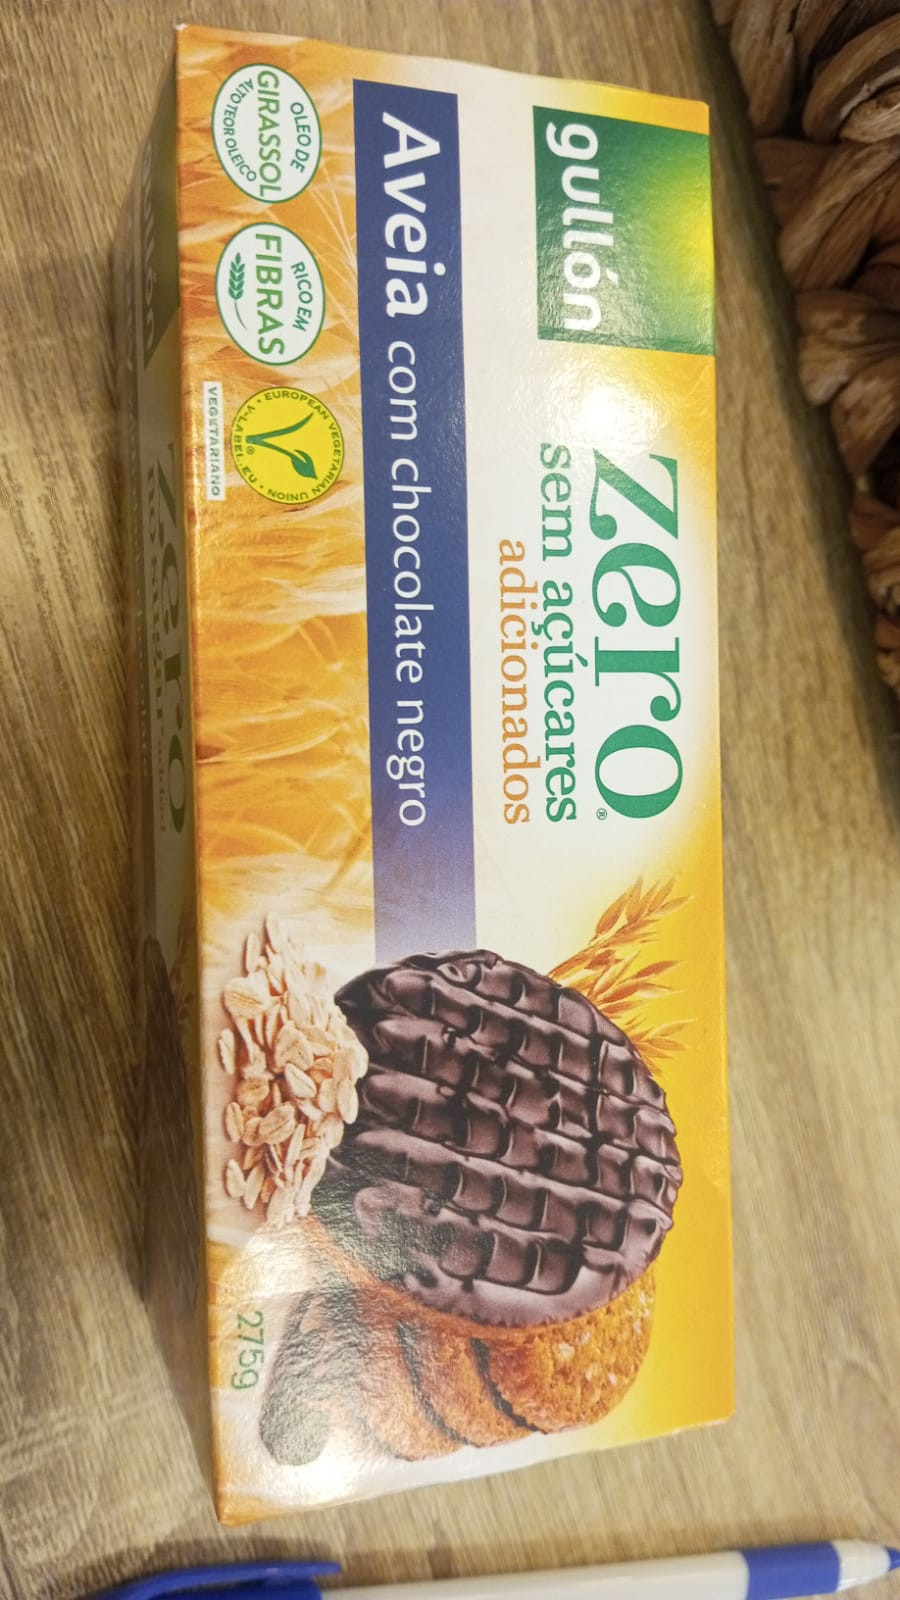 gullón
zero®
sem açúcares
adicionados
Aveia com chocolate negro
OLEO DE
GIRASSOL
ALTO TEOR OLEICO
RICO EM
FIBRAS
EUROPEAN VEGETARIAN UNION
V-LABEL.EU
VEGETARIANO
275g
zero